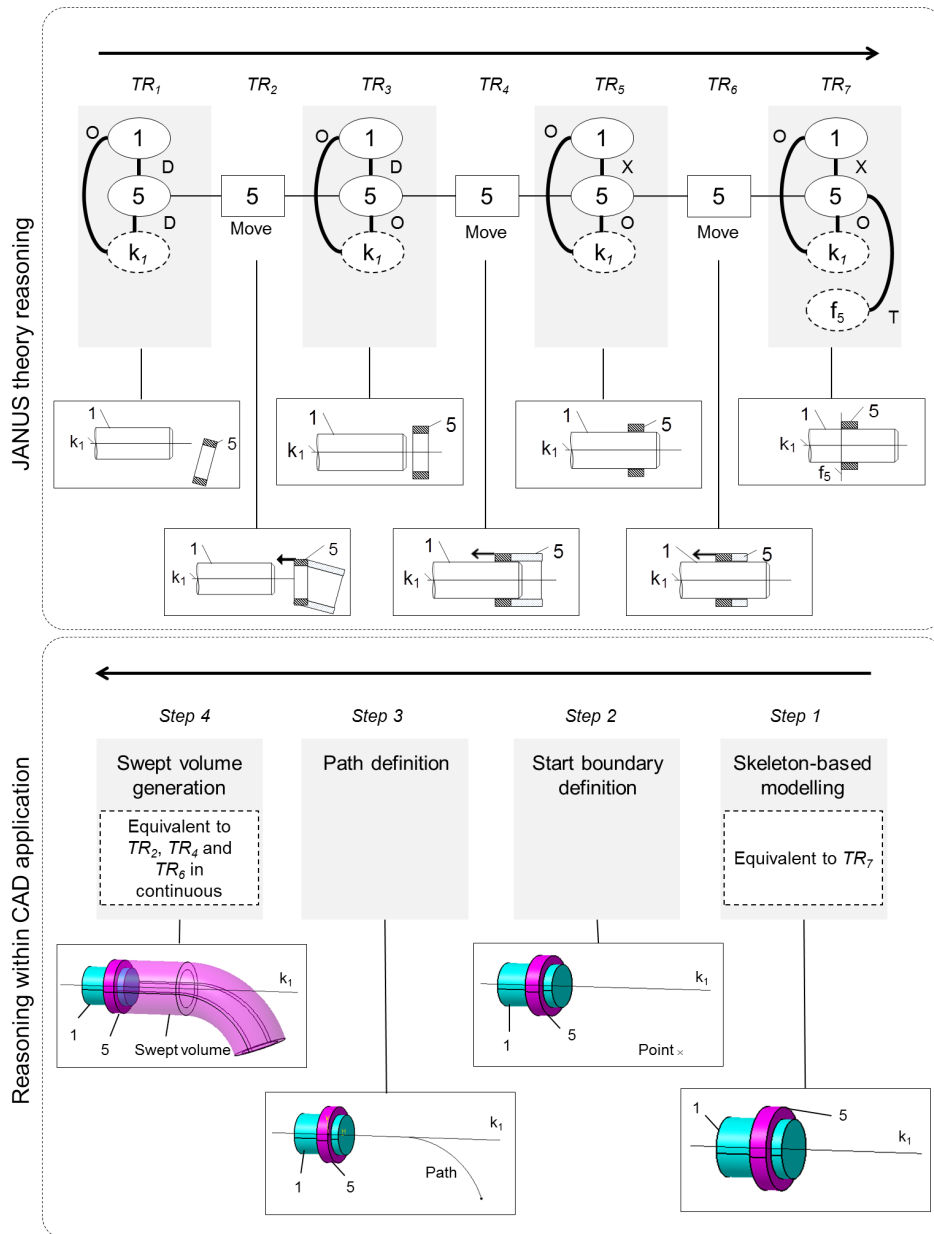 JANUS theory reasoning
TR1 TR2 TR3 TR4 TR5 TR6 TR7
O 1 O 1 O 1 O 1
D D X X
5 5 5 5 5 5 5
D Move O Move O Move O
k1 k1 k1 k1
f5 T
1 5 1 5 1 5 1 5
k1 k1 k1 k1
f5
1 5 1 5 1 5
k1 k1 k1
Reasoning within CAD application
Step 4 Step 3 Step 2 Step 1
Swept volume
generation
Equivalent to
TR2, TR4 and
TR6 in
continuous
Path definition
Start boundary
definition
Skeleton-based
modelling
Equivalent to TR7
k1
1
5
Swept volume
k1
1
5
Point ×
k1
Path
1
5
1
5
k1